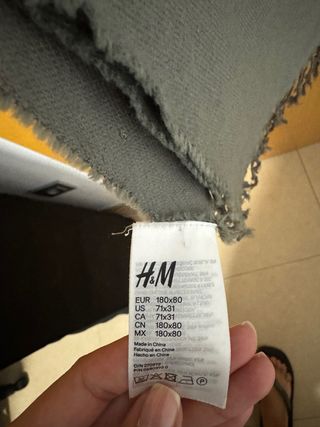 H&M
EUR 180x80
US 71x31
CA 71x31
CN 180x80
MX 180x80
Made in China
Fabriqué en Chine
Hecho en China